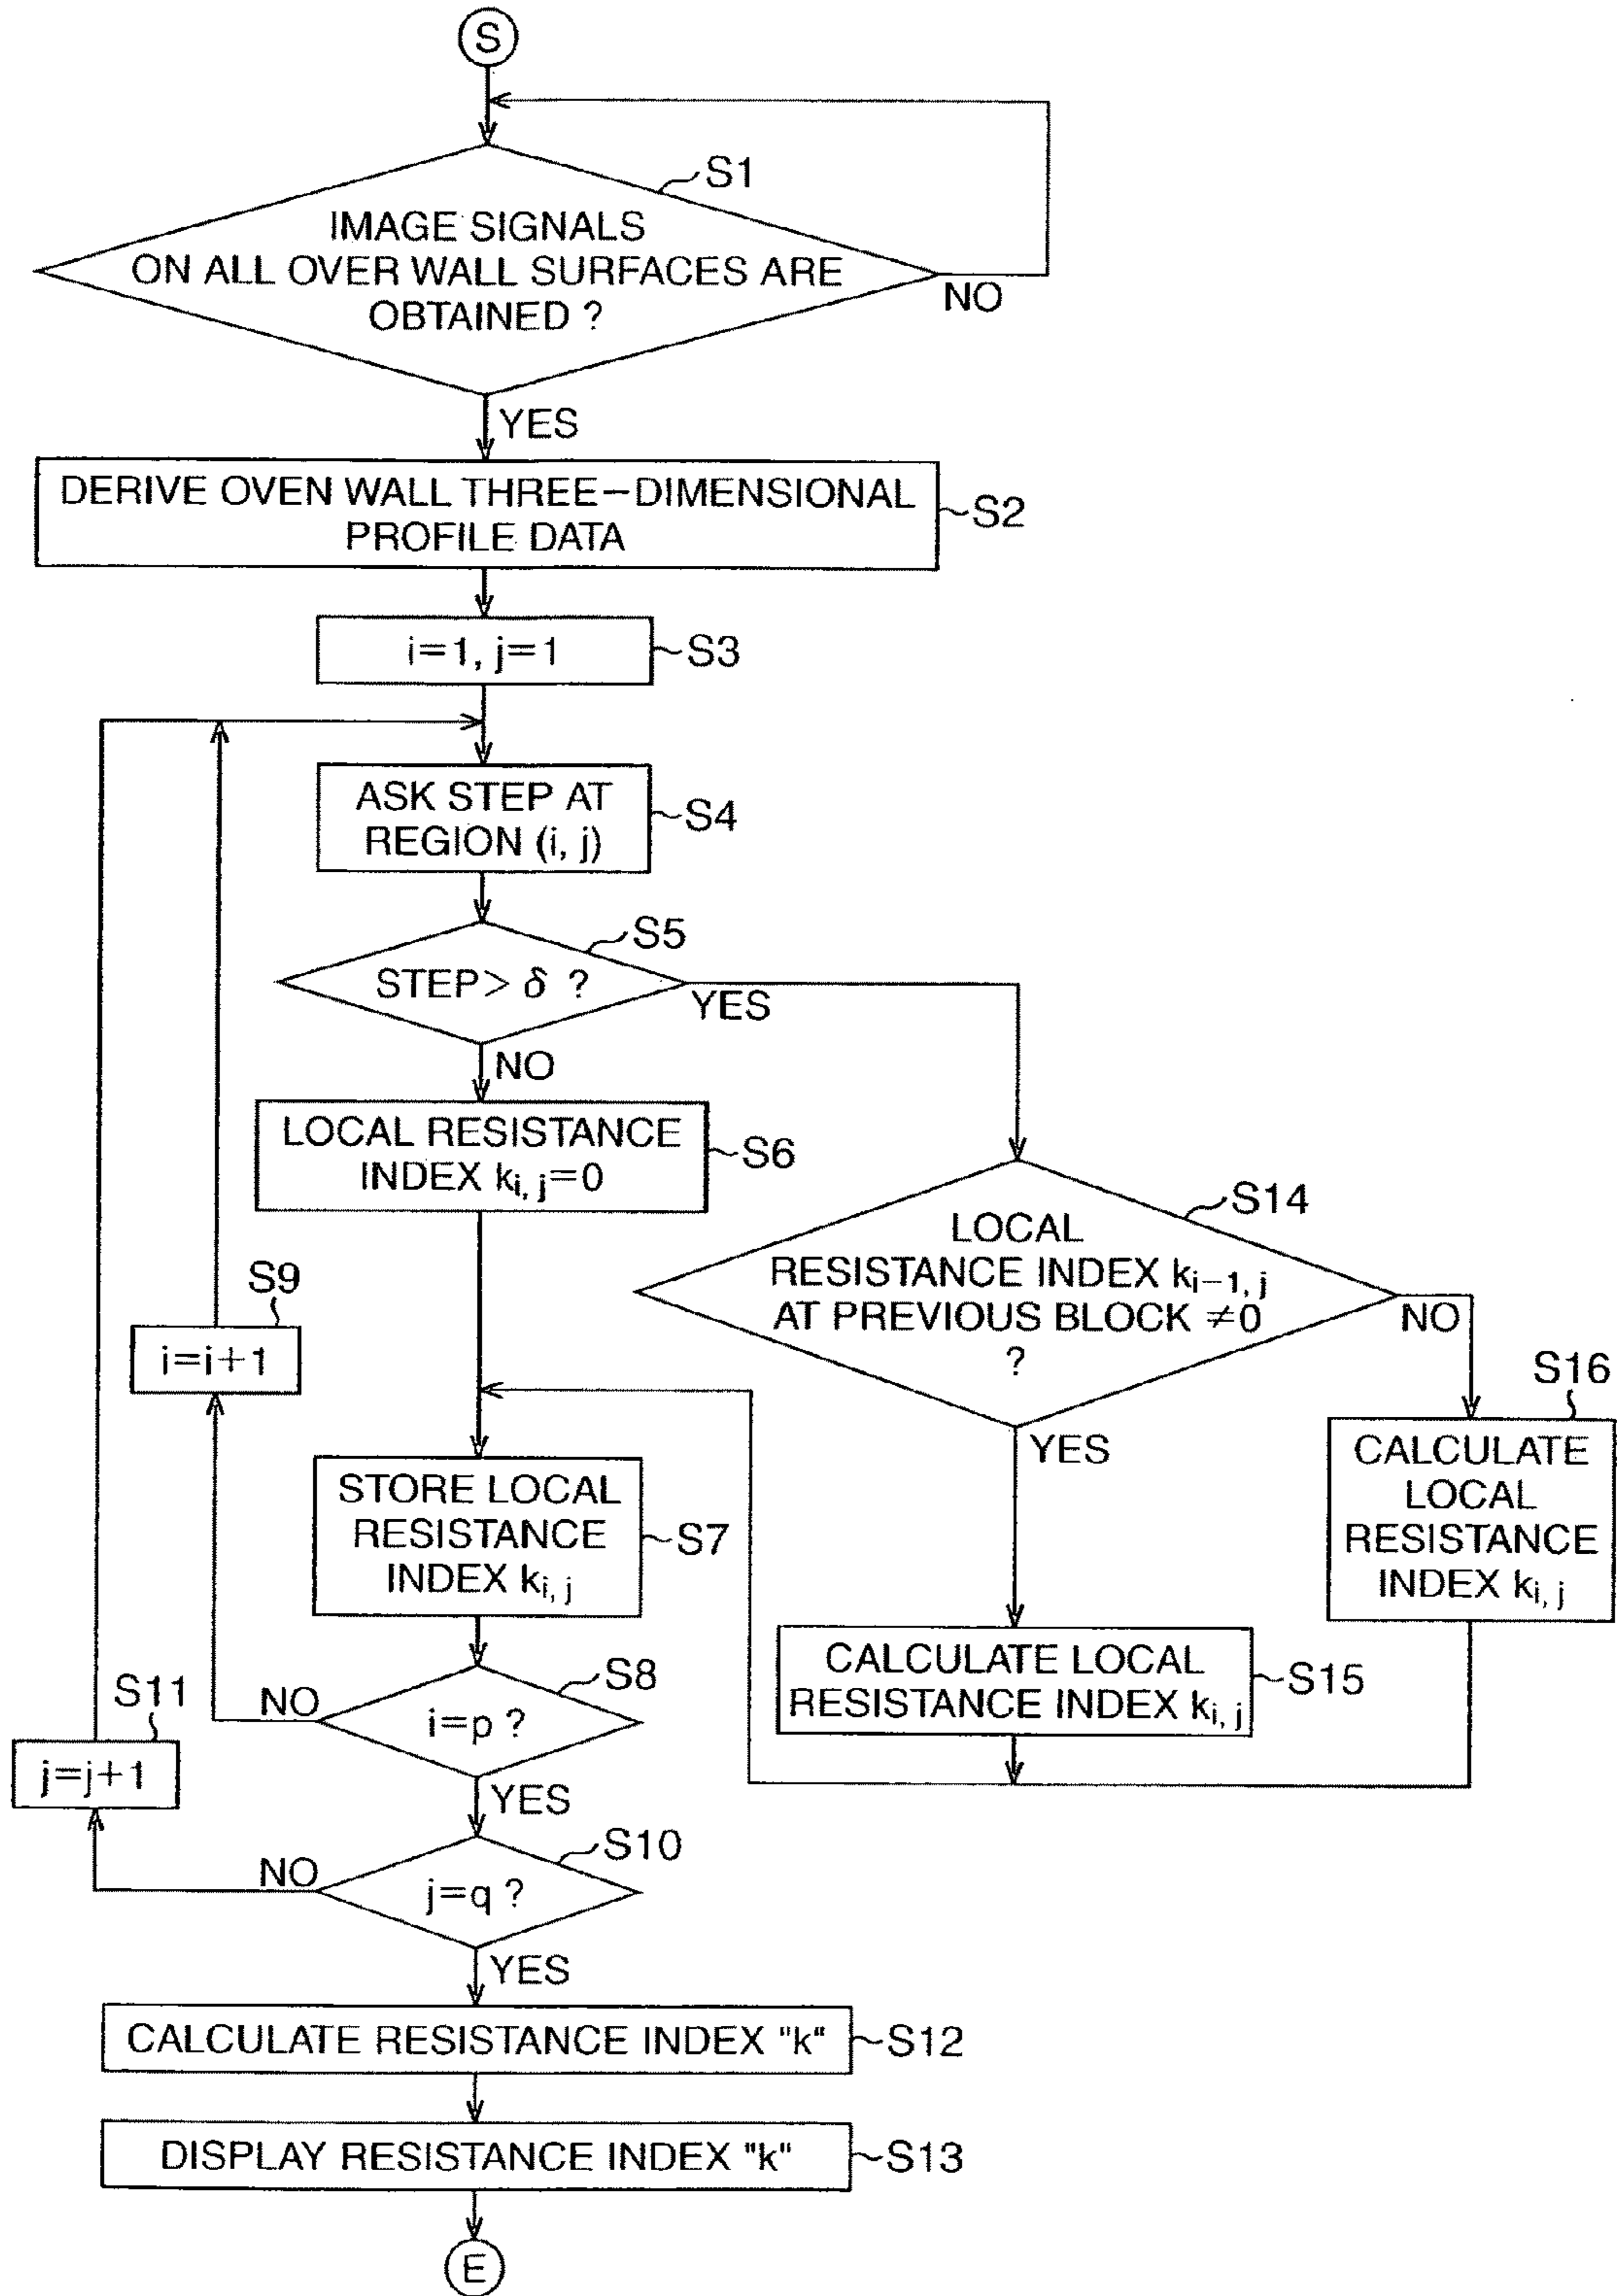 S
S1
IMAGE SIGNALS
ON ALL OVER WALL SURFACES ARE
OBTAINED ?
NO
YES
DERIVE OVEN WALL THREE-DIMENSIONAL
PROFILE DATA
S2
i=1, j=1
S3
ASK STEP AT
REGION (i, j)
S4
S5
STEP> δ ?
YES
NO
LOCAL RESISTANCE
INDEX ki, j=0
S6
S14
LOCAL
RESISTANCE INDEX ki-1, j
AT PREVIOUS BLOCK ≠0
?
NO
YES
S9
i=i+1
S16
CALCULATE
LOCAL
RESISTANCE
INDEX ki, j
STORE LOCAL
RESISTANCE
INDEX ki, j
S7
CALCULATE LOCAL
RESISTANCE INDEX ki, j
S15
S8
i=p ?
NO
YES
S11
j=j+1
S10
j=q ?
NO
YES
CALCULATE RESISTANCE INDEX "k"
S12
DISPLAY RESISTANCE INDEX "k"
S13
E